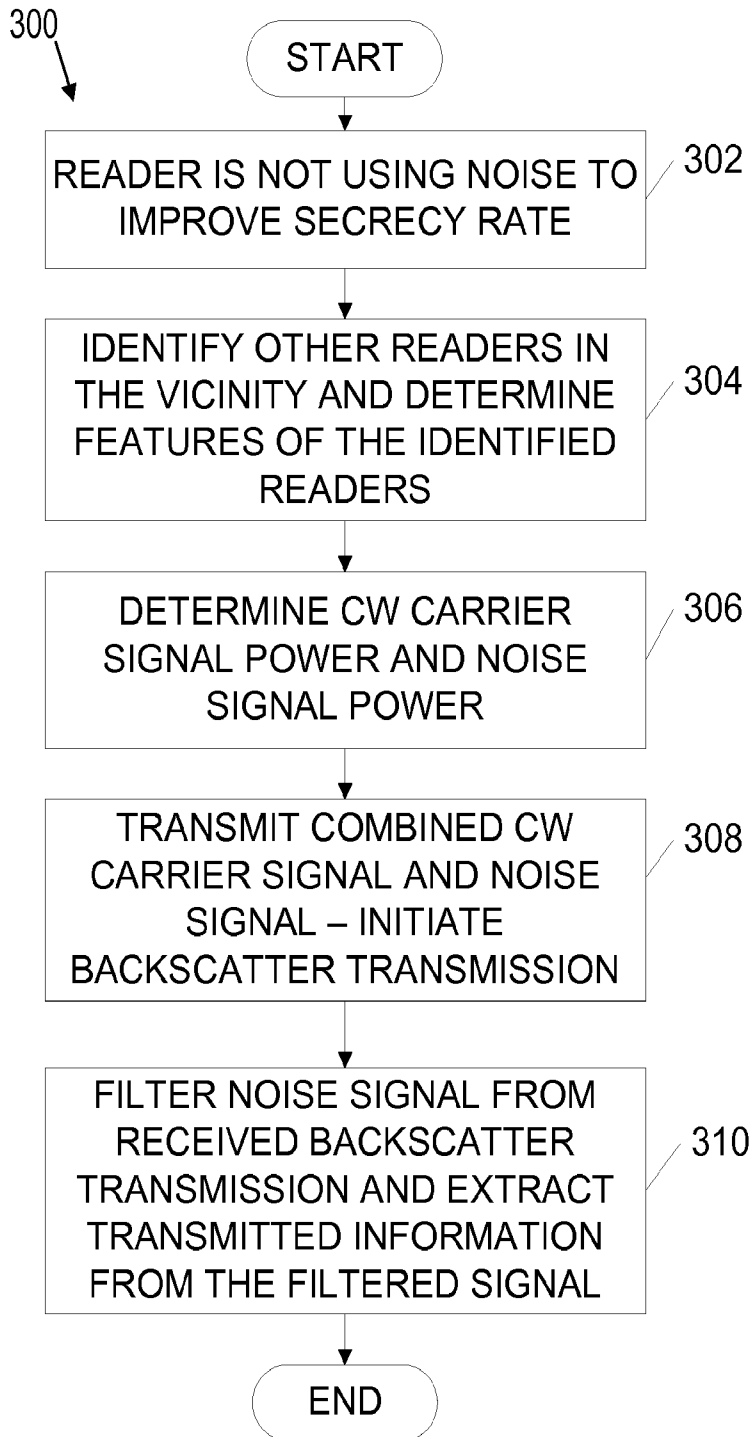 300
START
READER IS NOT USING NOISE TO
IMPROVE SECRECY RATE
302
IDENTIFY OTHER READERS IN
THE VICINITY AND DETERMINE
FEATURES OF THE IDENTIFIED
READERS
304
DETERMINE CW CARRIER
SIGNAL POWER AND NOISE
SIGNAL POWER
306
TRANSMIT COMBINED CW
CARRIER SIGNAL AND NOISE
SIGNAL – INITIATE
BACKSCATTER TRANSMISSION
308
FILTER NOISE SIGNAL FROM
RECEIVED BACKSCATTER
TRANSMISSION AND EXTRACT
TRANSMITTED INFORMATION
FROM THE FILTERED SIGNAL
310
END